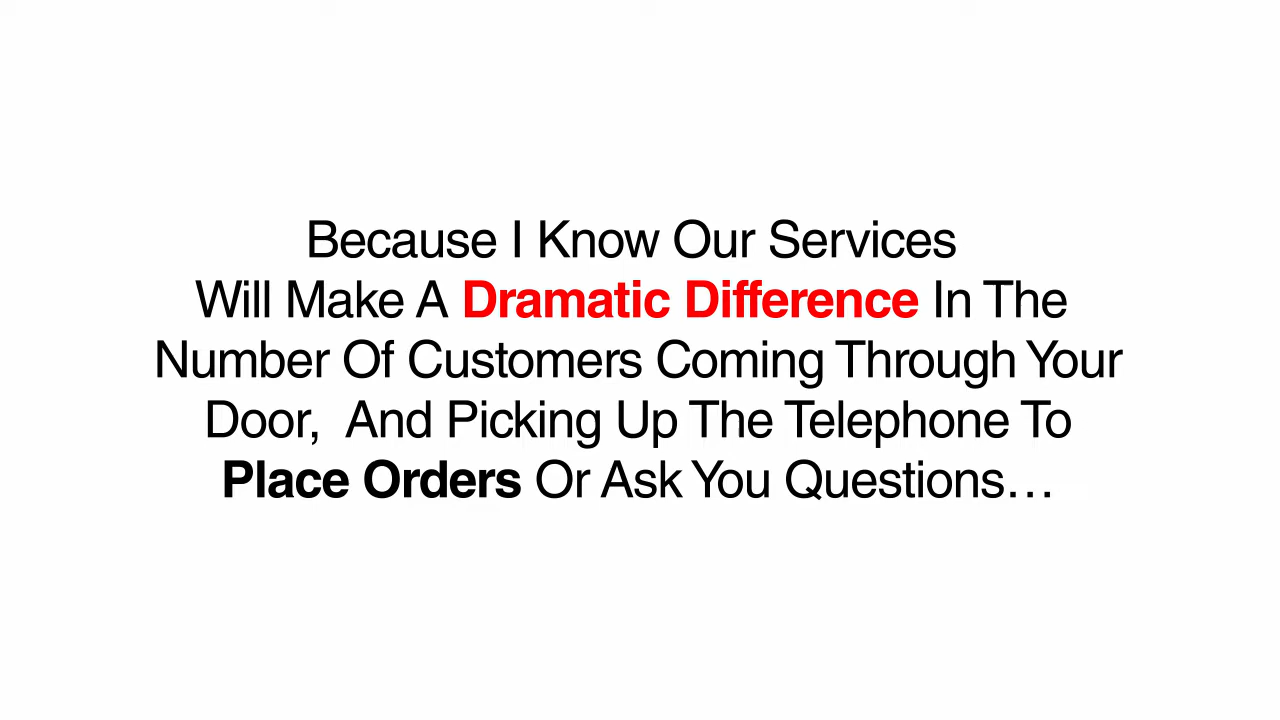 Because I Know Our Services
Will Make A Dramatic Difference In The
Number Of Customers Coming Through Your
Door,  And Picking Up The Telephone To
Place Orders Or Ask You Questions…